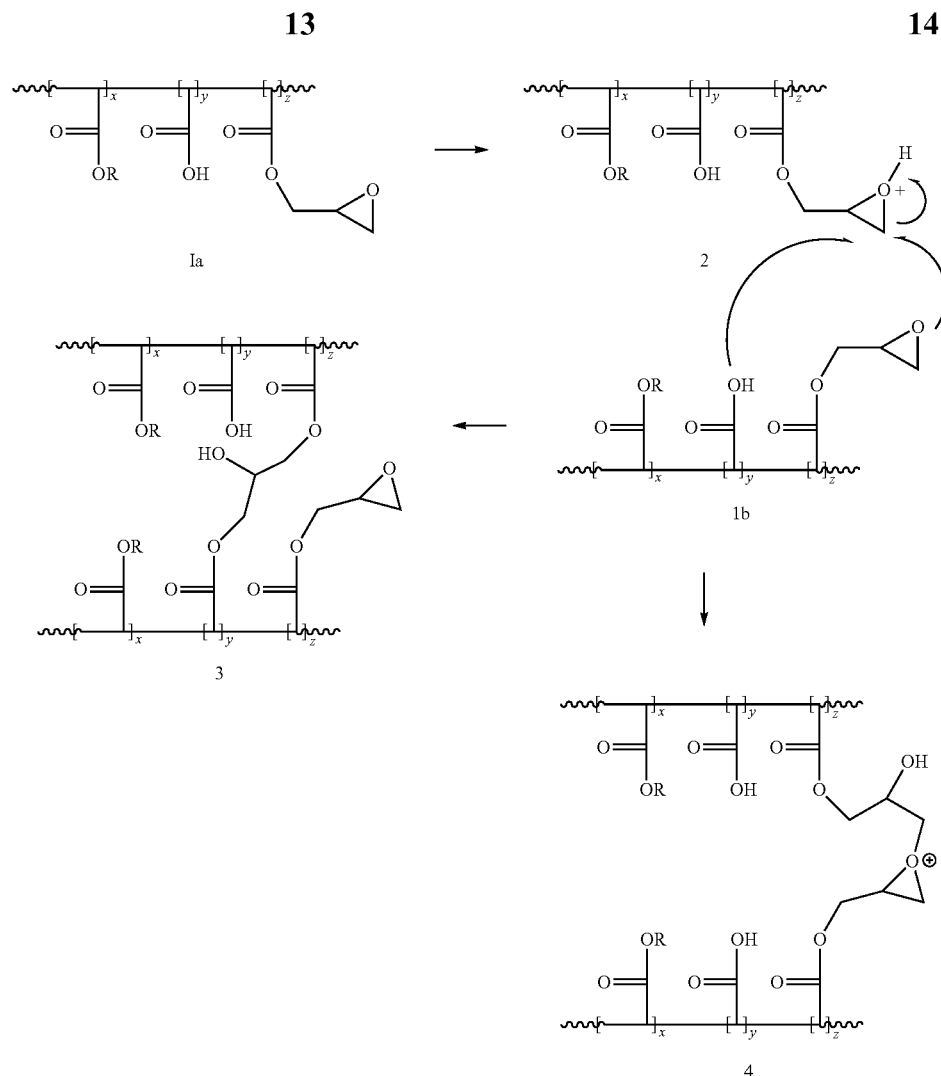 13
14
[ ]x [ ]y [ ]z
O O O
OR OH O
O
Ia
[ ]x [ ]y [ ]z
O O O
H
OR OH O
O+
2
O
OR OH O
O O O
[ ]x [ ]y [ ]z
1b
[ ]x [ ]y [ ]z
O O O
OR OH O
HO
O
OR O O
O O O
[ ]x [ ]y [ ]z
3
[ ]x [ ]y [ ]z
O O O
OH
OR OH O
O⊕
OR OH O
O O O
[ ]x [ ]y [ ]z
4